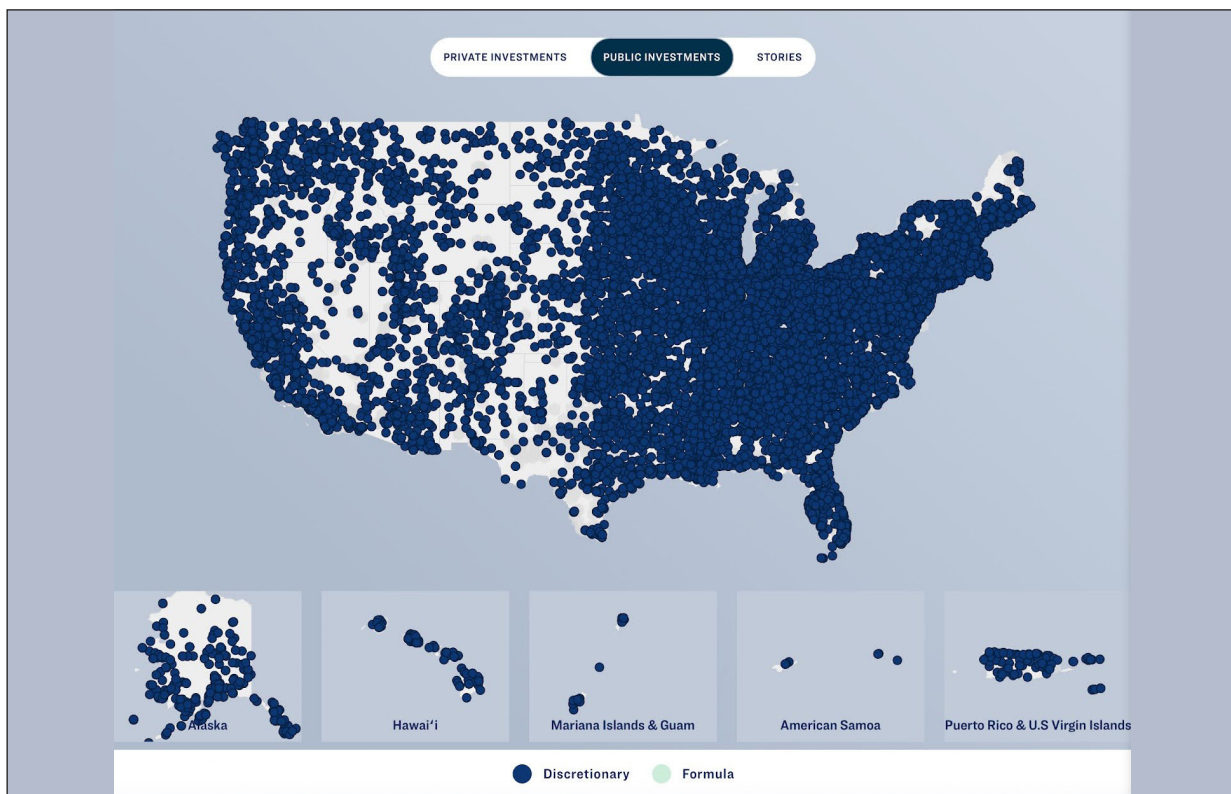 PRIVATE INVESTMENTS PUBLIC INVESTMENTS STORIES
Alaska Hawaiʻi Mariana Islands & Guam American Samoa Puerto Rico & U.S Virgin Islands
Discretionary Formula